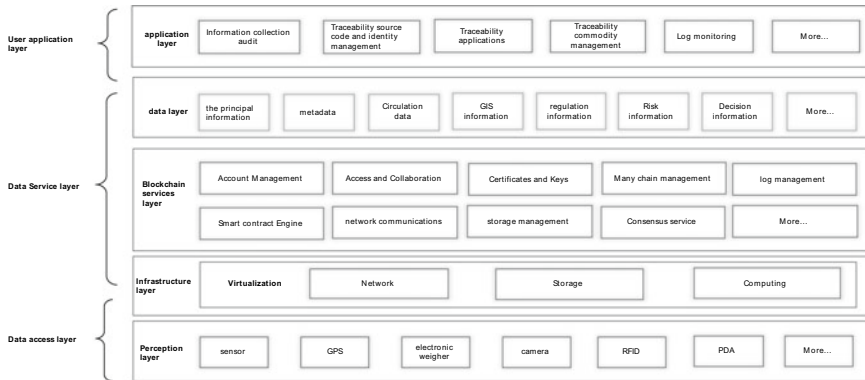 User application
layer
application
layer
Information collection
audit
Traceability source
code and identity
management
Traceability
applications
Traceability
commodity
management
Log monitoring
More...
Data Service layer
data layer
the principal
information
metadata
Circulation
data
GIS
information
regulation
information
Risk
information
Decision
information
More...
Blockchain
services
layer
Account Management
Access and Collaboration
Certificates and Keys
Many chain management
log management
Smart contract Engine
network communications
storage management
Consensus service
More...
Infrastructure
layer
Virtualization
Network
Storage
Computing
Data access layer
Perception
layer
sensor
GPS
electronic
weigher
camera
RFID
PDA
More...